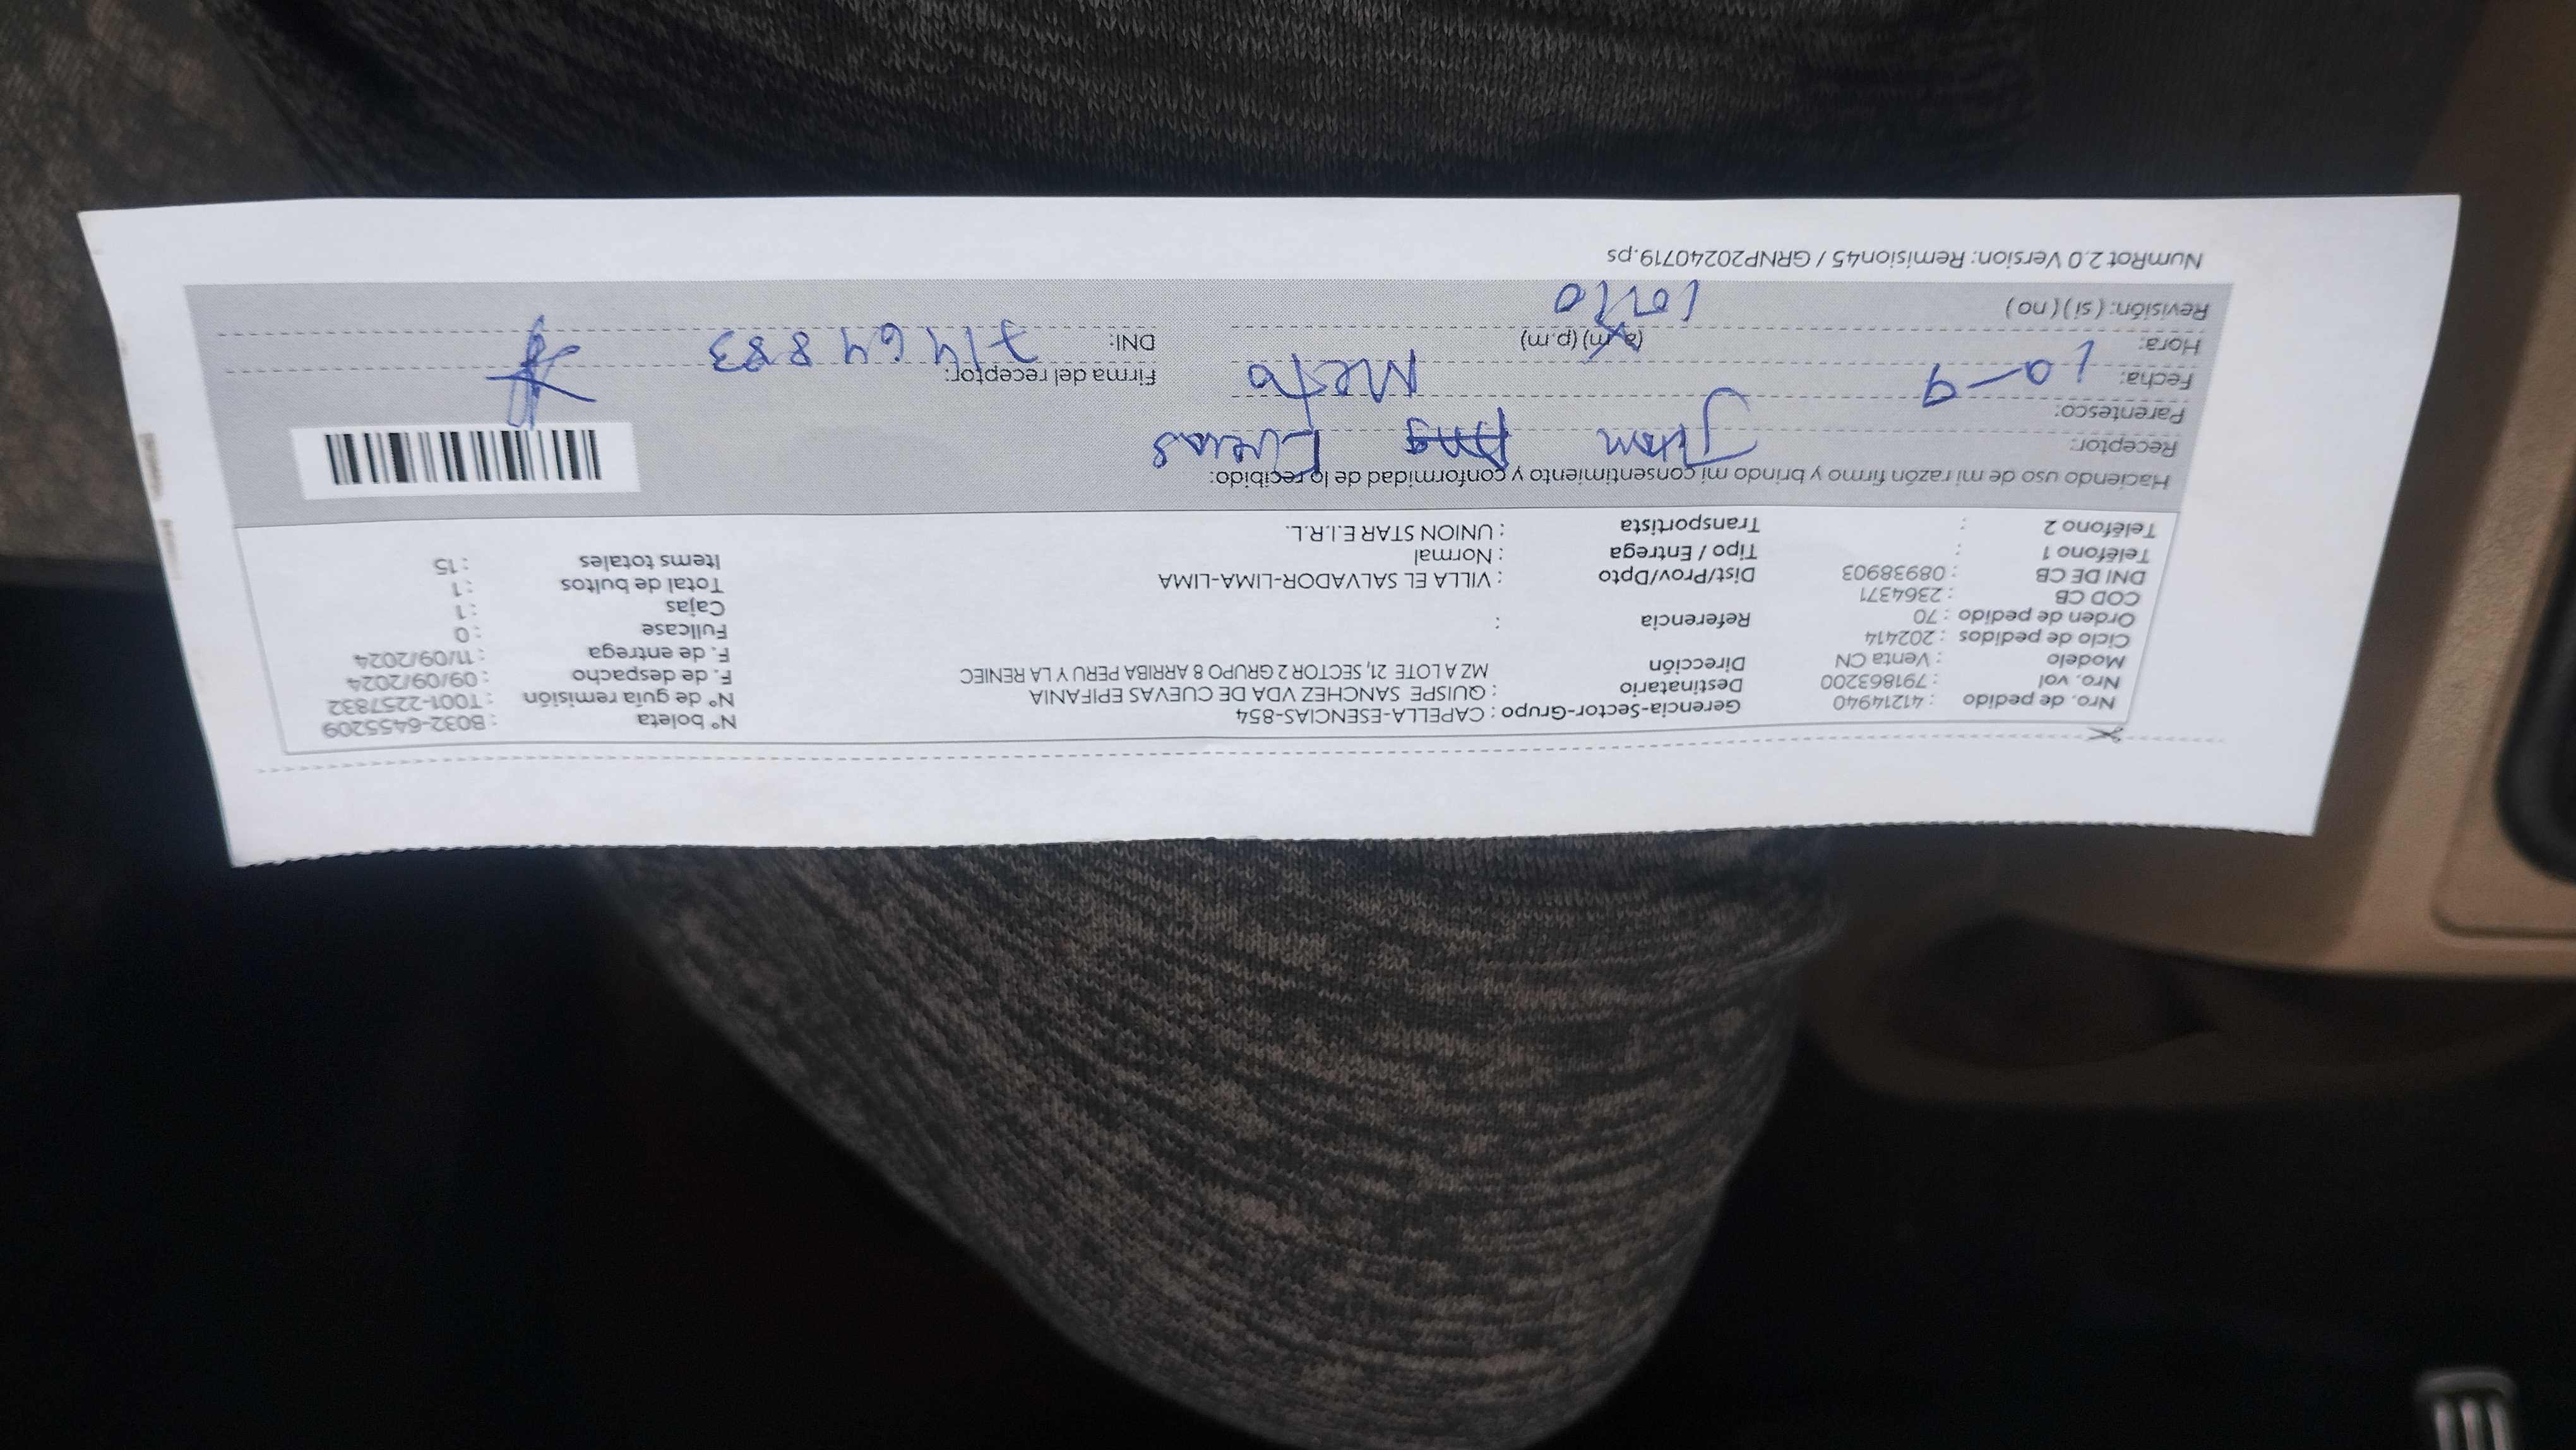 Nro. de pedido : 41214940 Gerencia-Sector-Grupo : CAPELLA-ESENCIAS-854 Nº boleta : B032-6455209
Nro. vol : 791863200 Destinatario : QUISPE SANCHEZ VDA DE CUEVAS EPIFANIA Nº de guía remisión : T001-2257832
Modelo : Venta CN Dirección MZ A LOTE 21, SECTOR 2 GRUPO 8 ARRIBA PERU Y LA RENIEC F. de despacho : 09/09/2024
Ciclo de pedidos : 202414 F. de entrega : 11/09/2024
Orden de pedido : 70 Referencia : Fullcase : 0
COD CB : 2364371 Cajas : 1
DNI DE CB : 08938903 Dist/Prov/Dpto : VILLA EL SALVADOR-LIMA-LIMA Total de bultos : 1
Teléfono 1 : Tipo / Entrega : Normal Items totales : 15
Teléfono 2 : Transportista : UNION STAR E.I.R.L.
Haciendo uso de mi razón firmo y brindo mi consentimiento y conformidad de lo recibido:
Receptor: Juan Cuevas
Parentesco: Nieto
Fecha: 10-9 Firma del receptor:
Hora: (a.m) (p.m) DNI: 71464883
Revisión: ( si ) ( no )
NumRot 2.0 Version: Remision45 / GRNP20240719.ps